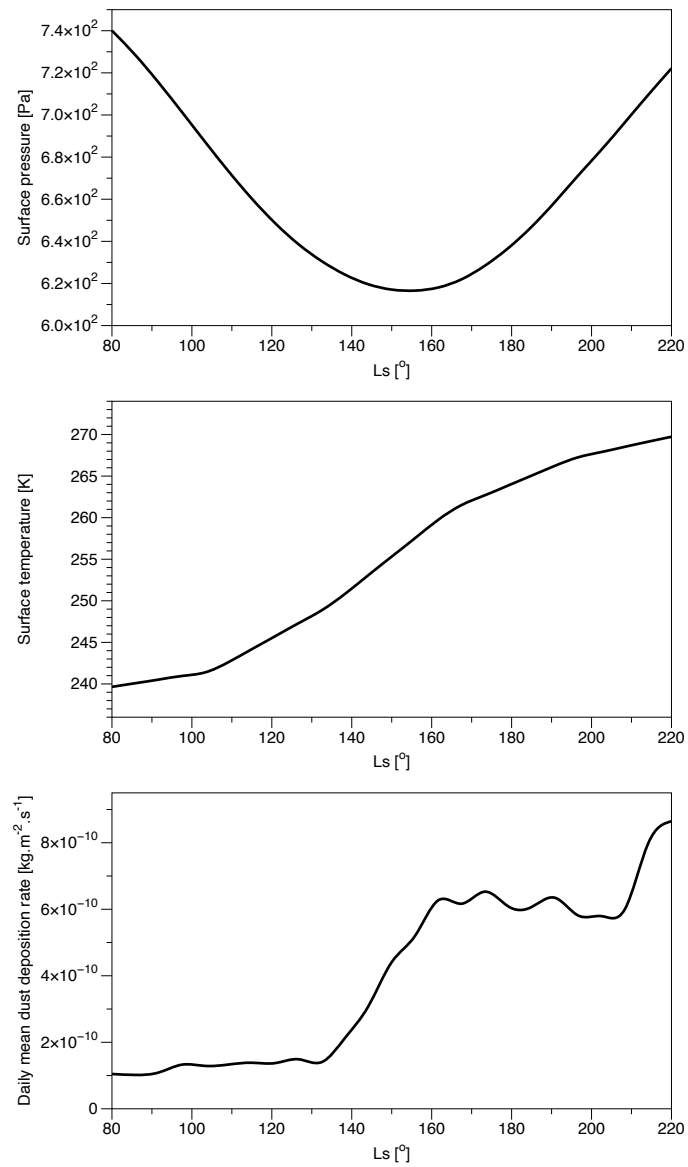 Surface pressure [Pa]
7.4×10²
7.2×10²
7.0×10²
6.8×10²
6.6×10²
6.4×10²
6.2×10²
6.0×10²
80 100 120 140 160 180 200 220
Ls [º]
Surface temperature [K]
270
265
260
255
250
245
240
80 100 120 140 160 180 200 220
Ls [º]
Daily mean dust deposition rate [kg.m⁻².s⁻¹]
8×10⁻¹⁰
6×10⁻¹⁰
4×10⁻¹⁰
2×10⁻¹⁰
0
80 100 120 140 160 180 200 220
Ls [º]